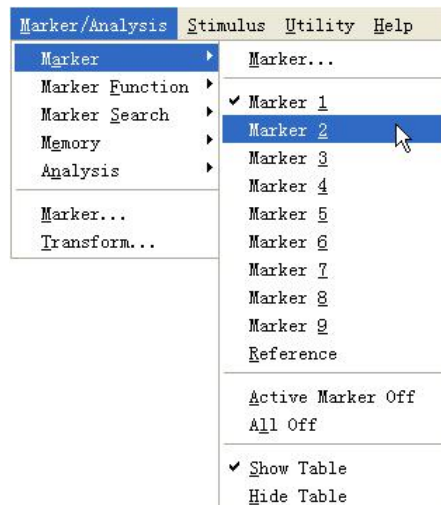 Marker/Analysis Stimulus Utility Help
Marker
Marker Function
Marker Search
Memory
Analysis
Marker...
Transform...
Marker...
Marker 1
Marker 2
Marker 3
Marker 4
Marker 5
Marker 6
Marker 7
Marker 8
Marker 9
Reference
Active Marker Off
All Off
Show Table
Hide Table